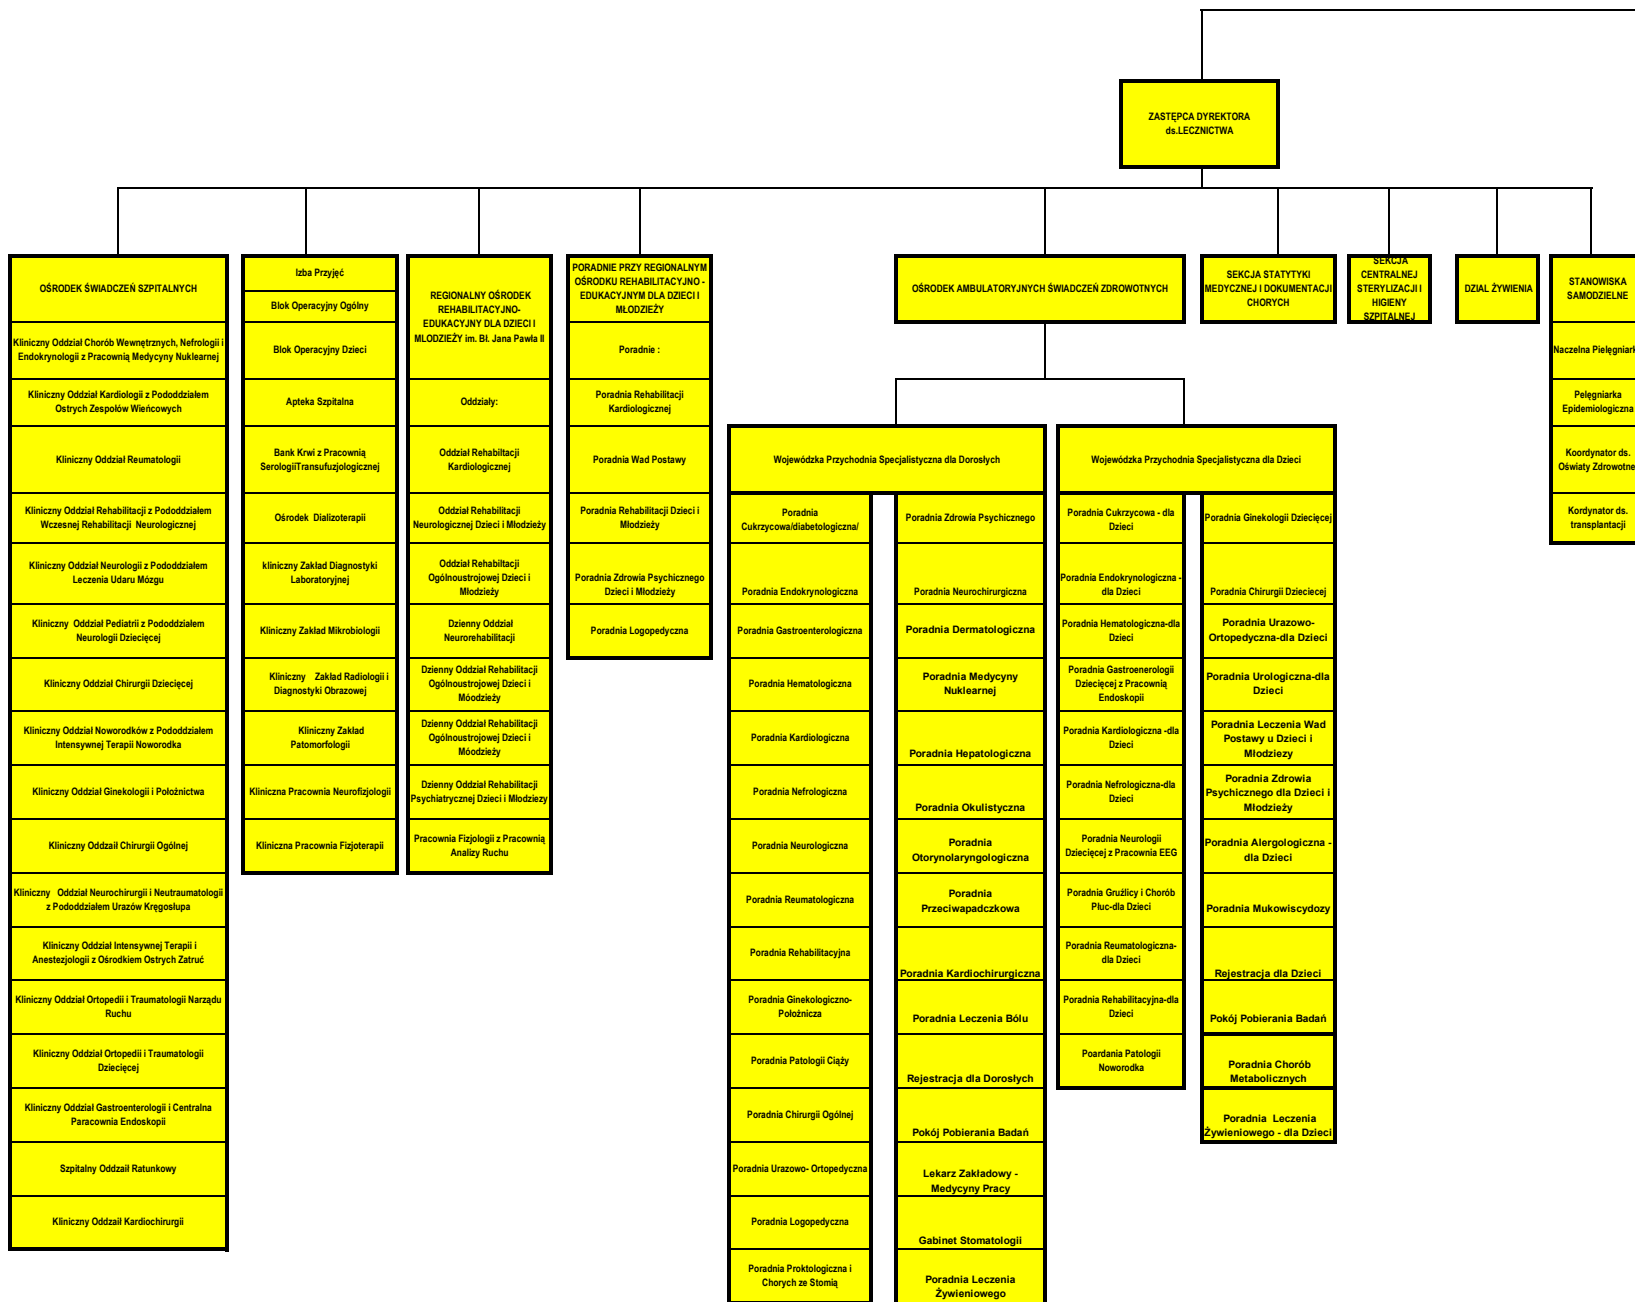 ZASTĘPCA DYREKTORA
ds.LECZNICTWA
OŚRODEK ŚWIADCZEŃ SZPITALNYCH
Kliniczny Oddział Chorób Wewnętrznych, Nefrologii i
Endokrynologii z Pracownią Medycyny Nuklearnej
Kliniczny Oddział Kardiologii z Pododdziałem
Ostrych Zespołów Wieńcowych
Kliniczny Oddział Reumatologii
Kliniczny Oddział Rehabilitacji z Pododdziałem
Wczesnej Rehabilitacji Neurologicznej
Kliniczny Oddział Neurologii z Pododdziałem
Leczenia Udaru Mózgu
Kliniczny Oddział Pediatrii z Pododdziałem
Neurologii Dziecięcej
Kliniczny Oddział Chirurgii Dziecięcej
Kliniczny Oddział Noworodków z Pododdziałem
Intensywnej Terapii Noworodka
Kliniczny Oddział Ginekologii i Położnictwa
Kliniczny Oddzaił Chirurgii Ogólnej
Kliniczny Oddział Neurochirurgii i Neutraumatologii
z Pododdziałem Urazów Kręgosłupa
Kliniczny Oddział Intensywnej Terapii i
Anestezjologii z Ośrodkiem Ostrych Zatruć
Kliniczny Oddział Ortopedii i Traumatologii Narządu
Ruchu
Kliniczny Oddział Ortopedii i Traumatologii
Dziecięcej
Kliniczny Oddział Gastroenterologii i Centralna
Paracownia Endoskopii
Szpitalny Oddzaił Ratunkowy
Kliniczny Oddzaił Kardiochirurgii
Izba Przyjęć
Blok Operacyjny Ogólny
Blok Operacyjny Dzieci
Apteka Szpitalna
Bank Krwi z Pracownią
SerologiiTransufuzjologicznej
Ośrodek Dializoterapii
kliniczny Zakład Diagnostyki
Laboratoryjnej
Kliniczny Zakład Mikrobiologii
Kliniczny Zakład Radiologii i
Diagnostyki Obrazowej
Kliniczny Zakład
Patomorfologii
Kliniczna Pracownia Neurofizjologii
Kliniczna Pracownia Fizjoterapii
REGIONALNY OŚRODEK
REHABILITACYJNO-
EDUKACYJNY DLA DZIECI I
MLODZIEŻY im. Bł. Jana Pawła II
Oddziały:
Oddział Rehabiltacji
Kardiologicznej
Oddział Rehabilitacji
Neurologicznej Dzieci i Młodzieży
Oddział Rehabiltacji
Ogólnoustrojowej Dzieci i
Młodzieży
Dzienny Oddział
Neurorehabilitacji
Dzienny Oddział Rehabilitacji
Ogólnoustrojowej Dzieci i
Móodzieży
Dzienny Oddział Rehabilitacji
Ogólnoustrojowej Dzieci i
Móodzieży
Dzienny Oddział Rehabilitacji
Psychiatrycznej Dzieci i Młodziezy
Pracownia Fizjologii z Pracownią
Analizy Ruchu
PORADNIE PRZY REGIONALNYM
OŚRODKU REHABILITACYJNO -
EDUKACYJNYM DLA DZIECI I
MŁODZIEŻY
Poradnie :
Poradnia Rehabilitacji
Kardiologicznej
Poradnia Wad Postawy
Poradnia Rehabilitacji Dzieci i
Młodzieży
Poradnia Zdrowia Psychicznego
Dzieci i Młodzieży
Poradnia Logopedyczna
OŚRODEK AMBULATORYJNYCH ŚWIADCZEŃ ZDROWOTNYCH
Wojewódzka Przychodnia Specjalistyczna dla Dorosłych
Poradnia
Cukrzycowa/diabetologiczna/
Poradnia Endokrynologiczna
Poradnia Gastroenterologiczna
Poradnia Hematologiczna
Poradnia Kardiologiczna
Poradnia Nefrologiczna
Poradnia Neurologiczna
Poradnia Reumatologiczna
Poradnia Rehabilitacyjna
Poradnia Ginekologiczno-
Położnicza
Poradnia Patologii Ciąży
Poradnia Chirurgii Ogólnej
Poradnia Urazowo- Ortopedyczna
Poradnia Logopedyczna
Poradnia Proktologiczna i
Chorych ze Stomią
Poradnia Zdrowia Psychicznego
Poradnia Neurochirurgiczna
Poradnia Dermatologiczna
Poradnia Medycyny
Nuklearnej
Poradnia Hepatologiczna
Poradnia Okulistyczna
Poradnia
Otorynolaryngologiczna
Poradnia
Przeciwapadczkowa
Poradnia Kardiochirurgiczna
Poradnia Leczenia Bólu
Rejestracja dla Dorosłych
Pokój Pobierania Badań
Lekarz Zakładowy -
Medycyny Pracy
Gabinet Stomatologii
Poradnia Leczenia
Żywieniowego
Wojewódzka Przychodnia Specjalistyczna dla Dzieci
Poradnia Cukrzycowa - dla
Dzieci
Poradnia Endokrynologiczna -
dla Dzieci
Poradnia Hematologiczna-dla
Dzieci
Poradnia Gastroenerologii
Dziecięcej z Pracownią
Endoskopii
Poradnia Kardiologiczna -dla
Dzieci
Poradnia Nefrologiczna-dla
Dzieci
Poradnia Neurologii
Dziecięcej z Pracownia EEG
Poradnia Gruźlicy i Chorób
Płuc-dla Dzieci
Poradnia Reumatologiczna-
dla Dzieci
Poradnia Rehabilitacyjna-dla
Dzieci
Poardania Patologii
Noworodka
Poradnia Ginekologii Dziecięcej
Poradnia Chirurgii Dzieciecej
Poradnia Urazowo-
Ortopedyczna-dla Dzieci
Poradnia Urologiczna-dla
Dzieci
Poradnia Leczenia Wad
Postawy u Dzieci i
Młodziezy
Poradnia Zdrowia
Psychicznego dla Dzieci i
Młodzieży
Poradnia Alergologiczna -
dla Dzieci
Poradnia Mukowiscydozy
Rejestracja dla Dzieci
Pokój Pobierania Badań
Poradnia Chorób
Metabolicznych
Poradnia Leczenia
Żywieniowego - dla Dzieci
SEKCJA STATYTYKI
MEDYCZNEJ I DOKUMENTACJI
CHORYCH
SEKCJA
CENTRALNEJ
STERYLIZACJI I
HIGIENY
SZPITALNEJ
DZIAL ŻYWIENIA
STANOWISKA
SAMODZIELNE
Naczelna Pielęgniark
Pelęgniarka
Epidemiologiczna
Koordynator ds.
Oświaty Zdrowotne
Kordynator ds.
transplantacji